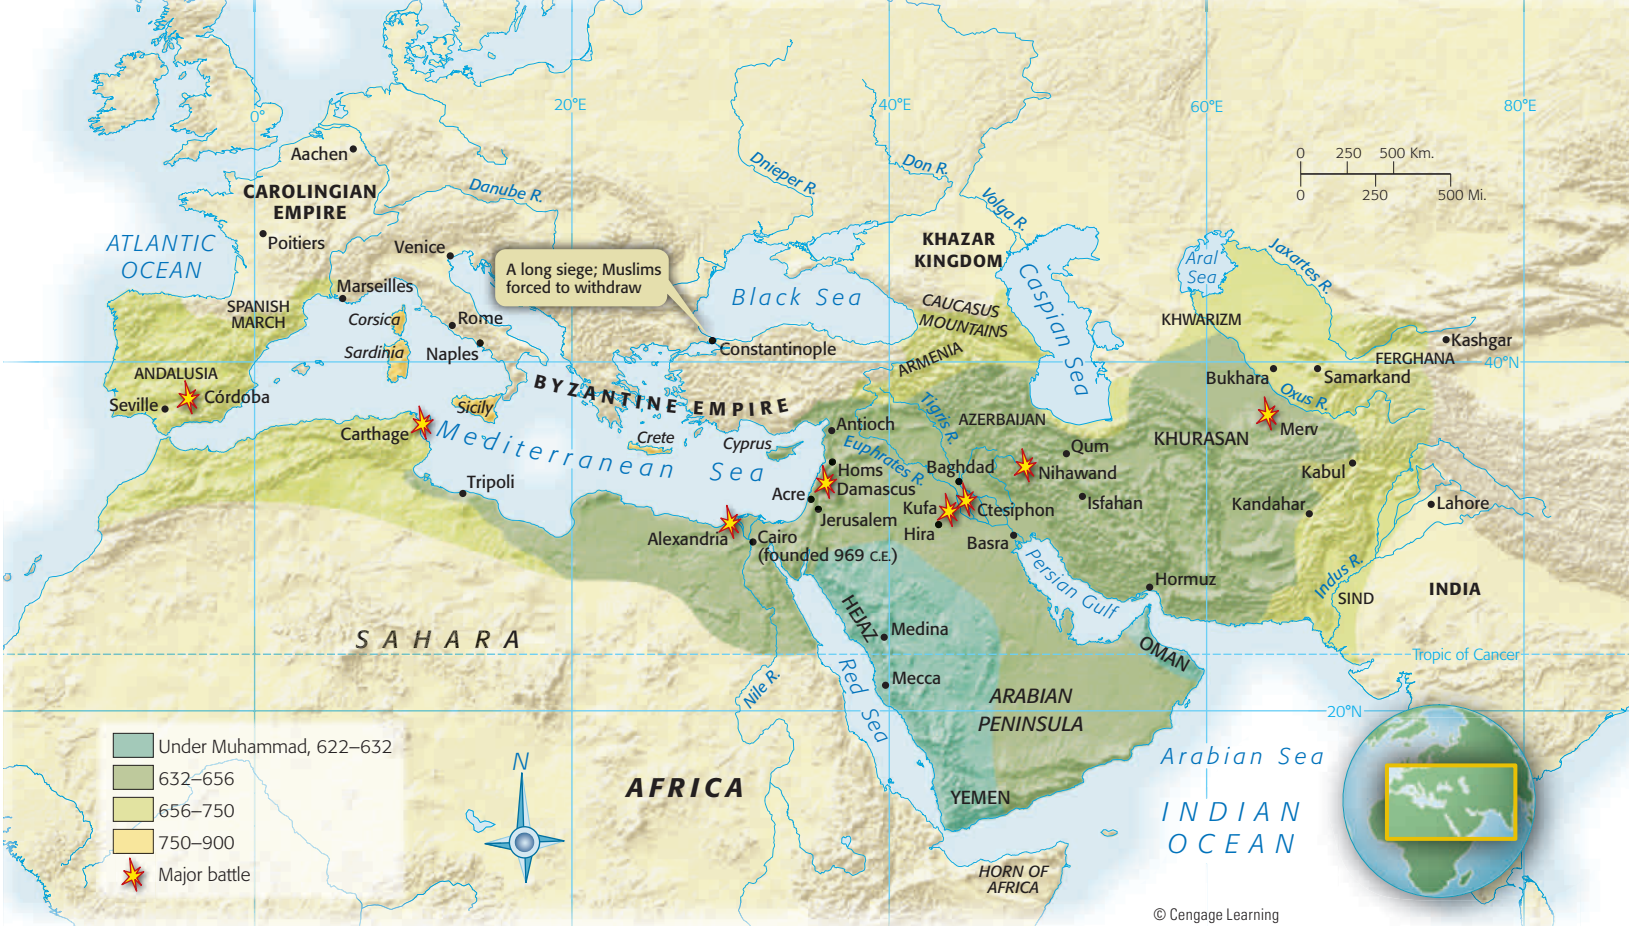 0°
20°E
40°E
60°E
80°E
0 250 500 Km.
0 250 500 Mi.
Aachen
CAROLINGIAN
EMPIRE
Danube R.
Dnieper R.
Don R.
Volga R.
ATLANTIC
OCEAN
Poitiers
Venice
KHAZAR
KINGDOM
Aral
Sea
Jaxartes R.
A long siege; Muslims
forced to withdraw
Marseilles
SPANISH
MARCH
Corsica
Rome
Black Sea
CAUCASUS
MOUNTAINS
Caspian Sea
KHWARIZM
Kashgar
Sardinia
Naples
Constantinople
ARMENIA
FERGHANA
40°N
ANDALUSIA
Bukhara
Samarkand
Seville
Córdoba
Sicily
BYZANTINE EMPIRE
Tigris R.
AZERBAIJAN
Oxus R.
Merv
Carthage
Mediterranean Sea
Crete
Cyprus
Antioch
Euphrates R.
Qum
KHURASAN
Homs
Baghdad
Nihawand
Kabul
Tripoli
Acre
Damascus
Kufa
Ctesiphon
Isfahan
Kandahar
Lahore
Jerusalem
Hira
Basra
Alexandria
Cairo
(founded 969 C.E.)
Persian Gulf
Hormuz
Indus R.
SIND
INDIA
SAHARA
HEJAZ
Medina
OMAN
Tropic of Cancer
Nile R.
Red Sea
Mecca
ARABIAN
PENINSULA
20°N
Arabian Sea
AFRICA
YEMEN
INDIAN
OCEAN
HORN OF
AFRICA
N
Under Muhammad, 622–632
632–656
656–750
750–900
Major battle
© Cengage Learning